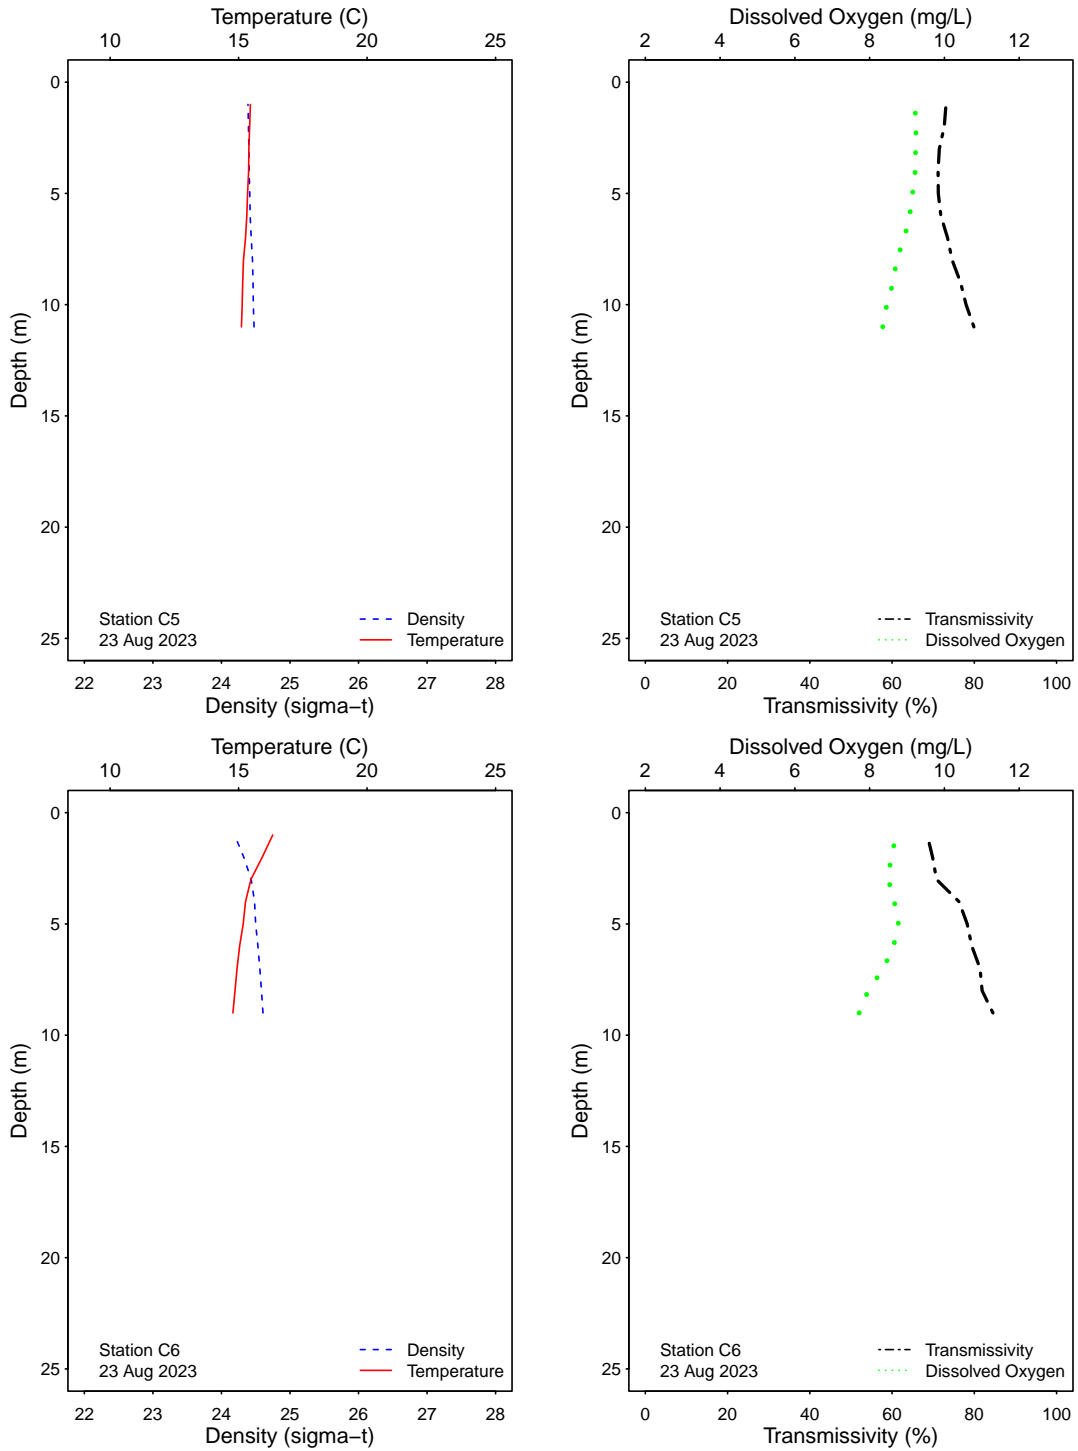 Temperature (C)
10 15 20 25
0
5
10
15
20
25
Depth (m)
Station C5
23 Aug 2023
Density
Temperature
22 23 24 25 26 27 28
Density (sigma−t)
Dissolved Oxygen (mg/L)
2 4 6 8 10 12
0
5
10
15
20
25
Depth (m)
Station C5
23 Aug 2023
Transmissivity
Dissolved Oxygen
0 20 40 60 80 100
Transmissivity (%)
Temperature (C)
10 15 20 25
0
5
10
15
20
25
Depth (m)
Station C6
23 Aug 2023
Density
Temperature
22 23 24 25 26 27 28
Density (sigma−t)
Dissolved Oxygen (mg/L)
2 4 6 8 10 12
0
5
10
15
20
25
Depth (m)
Station C6
23 Aug 2023
Transmissivity
Dissolved Oxygen
0 20 40 60 80 100
Transmissivity (%)